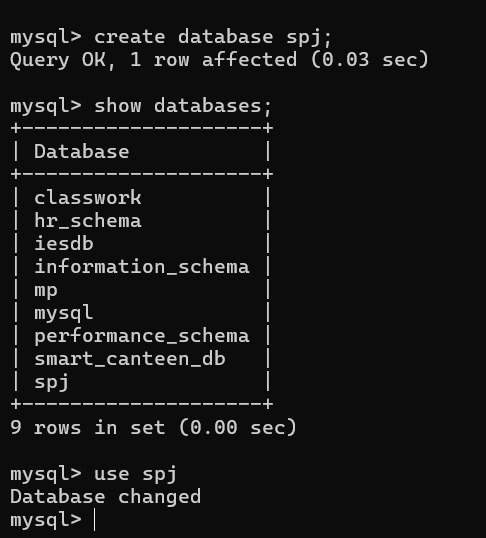 mysql> create database spj;
Query OK, 1 row affected (0.03 sec)
mysql> show databases;
+--------------------+
| Database           |
+--------------------+
| classwork          |
| hr_schema          |
| iesdb              |
| information_schema |
| mp                 |
| mysql              |
| performance_schema |
| smart_canteen_db   |
| spj                |
+--------------------+
9 rows in set (0.00 sec)
mysql> use spj
Database changed
mysql>